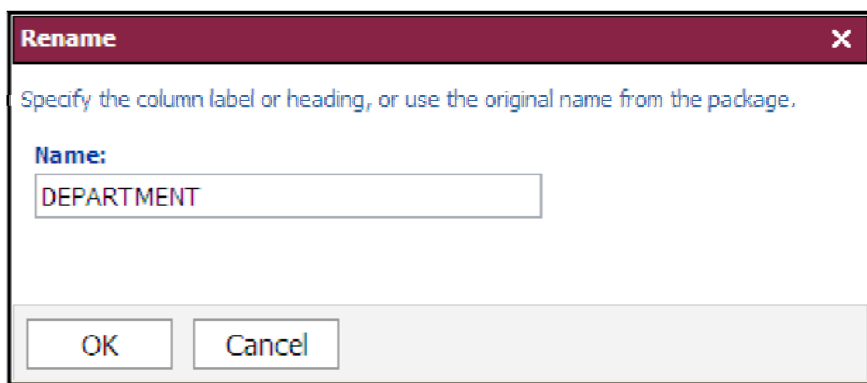 Rename
Specify the column label or heading, or use the original name from the package.
Name:
DEPARTMENT
OK Cancel